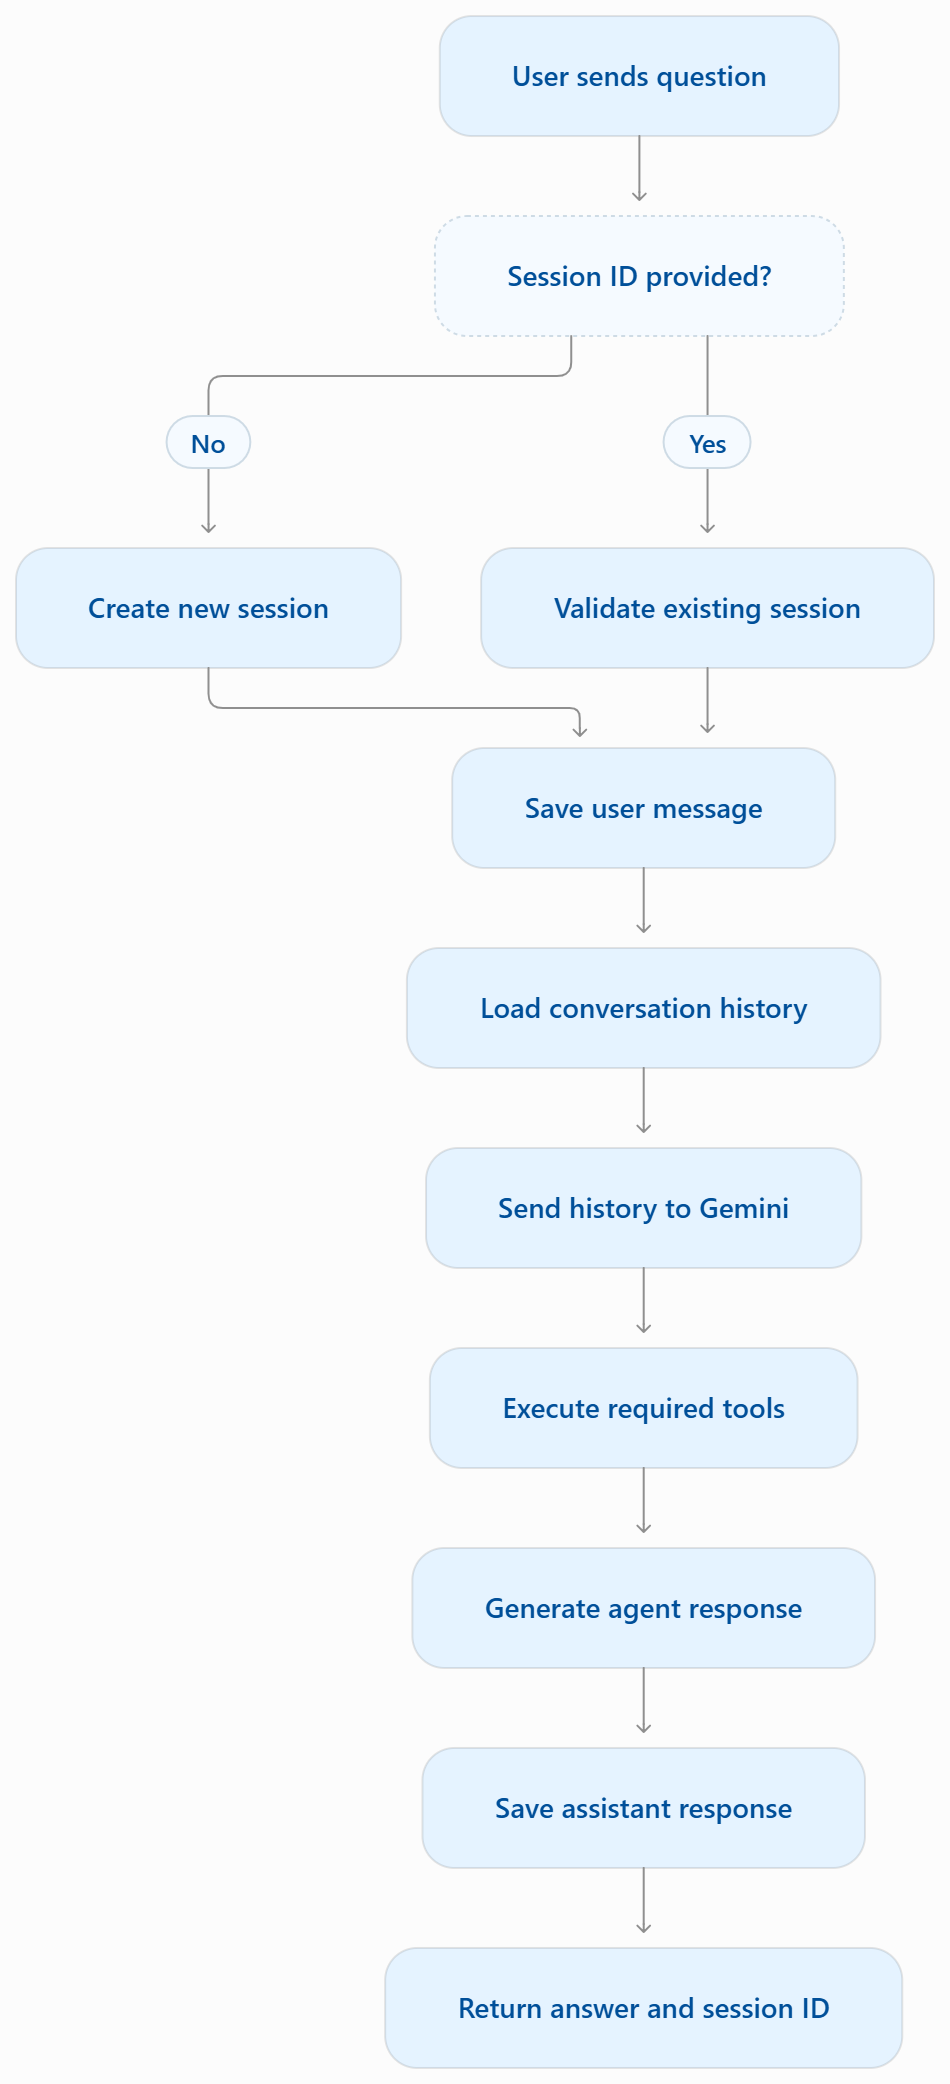 User sends question
Session ID provided?
No
Yes
Create new session
Validate existing session
Save user message
Load conversation history
Send history to Gemini
Execute required tools
Generate agent response
Save assistant response
Return answer and session ID